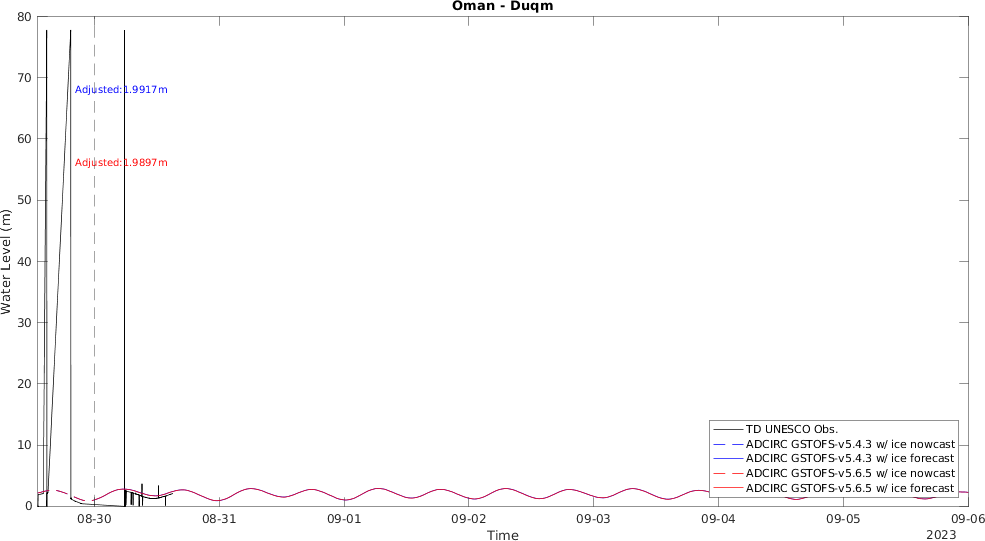 Oman - Duqm
80
70
60
50
40
30
20
10
0
Water Level (m)
Adjusted:1.9917m
Adjusted:1.9897m
TD UNESCO Obs.
ADCIRC GSTOFS-v5.4.3 w/ ice nowcast
ADCIRC GSTOFS-v5.4.3 w/ ice forecast
ADCIRC GSTOFS-v5.6.5 w/ ice nowcast
ADCIRC GSTOFS-v5.6.5 w/ ice forecast
08-30 08-31 09-01 09-02 09-03 09-04 09-05 09-06
Time
2023